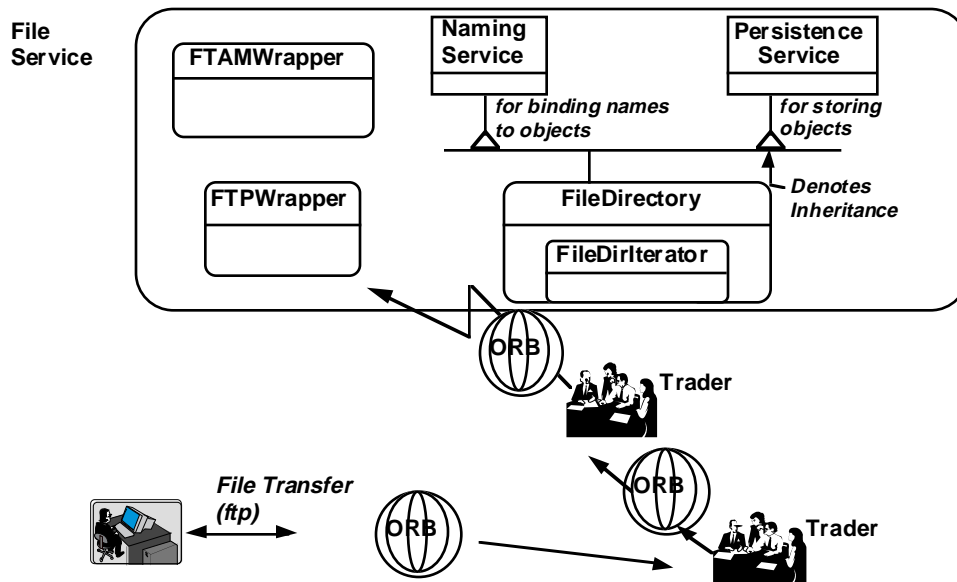 File
Service
FTAMWrapper
Naming
Service
Persistence
Service
for binding names
to objects
for storing
objects
FTPWrapper
FileDirectory
Denotes
Inheritance
FileDirIterator
ORB
Trader
ORB
File Transfer
(ftp)
ORB
Trader